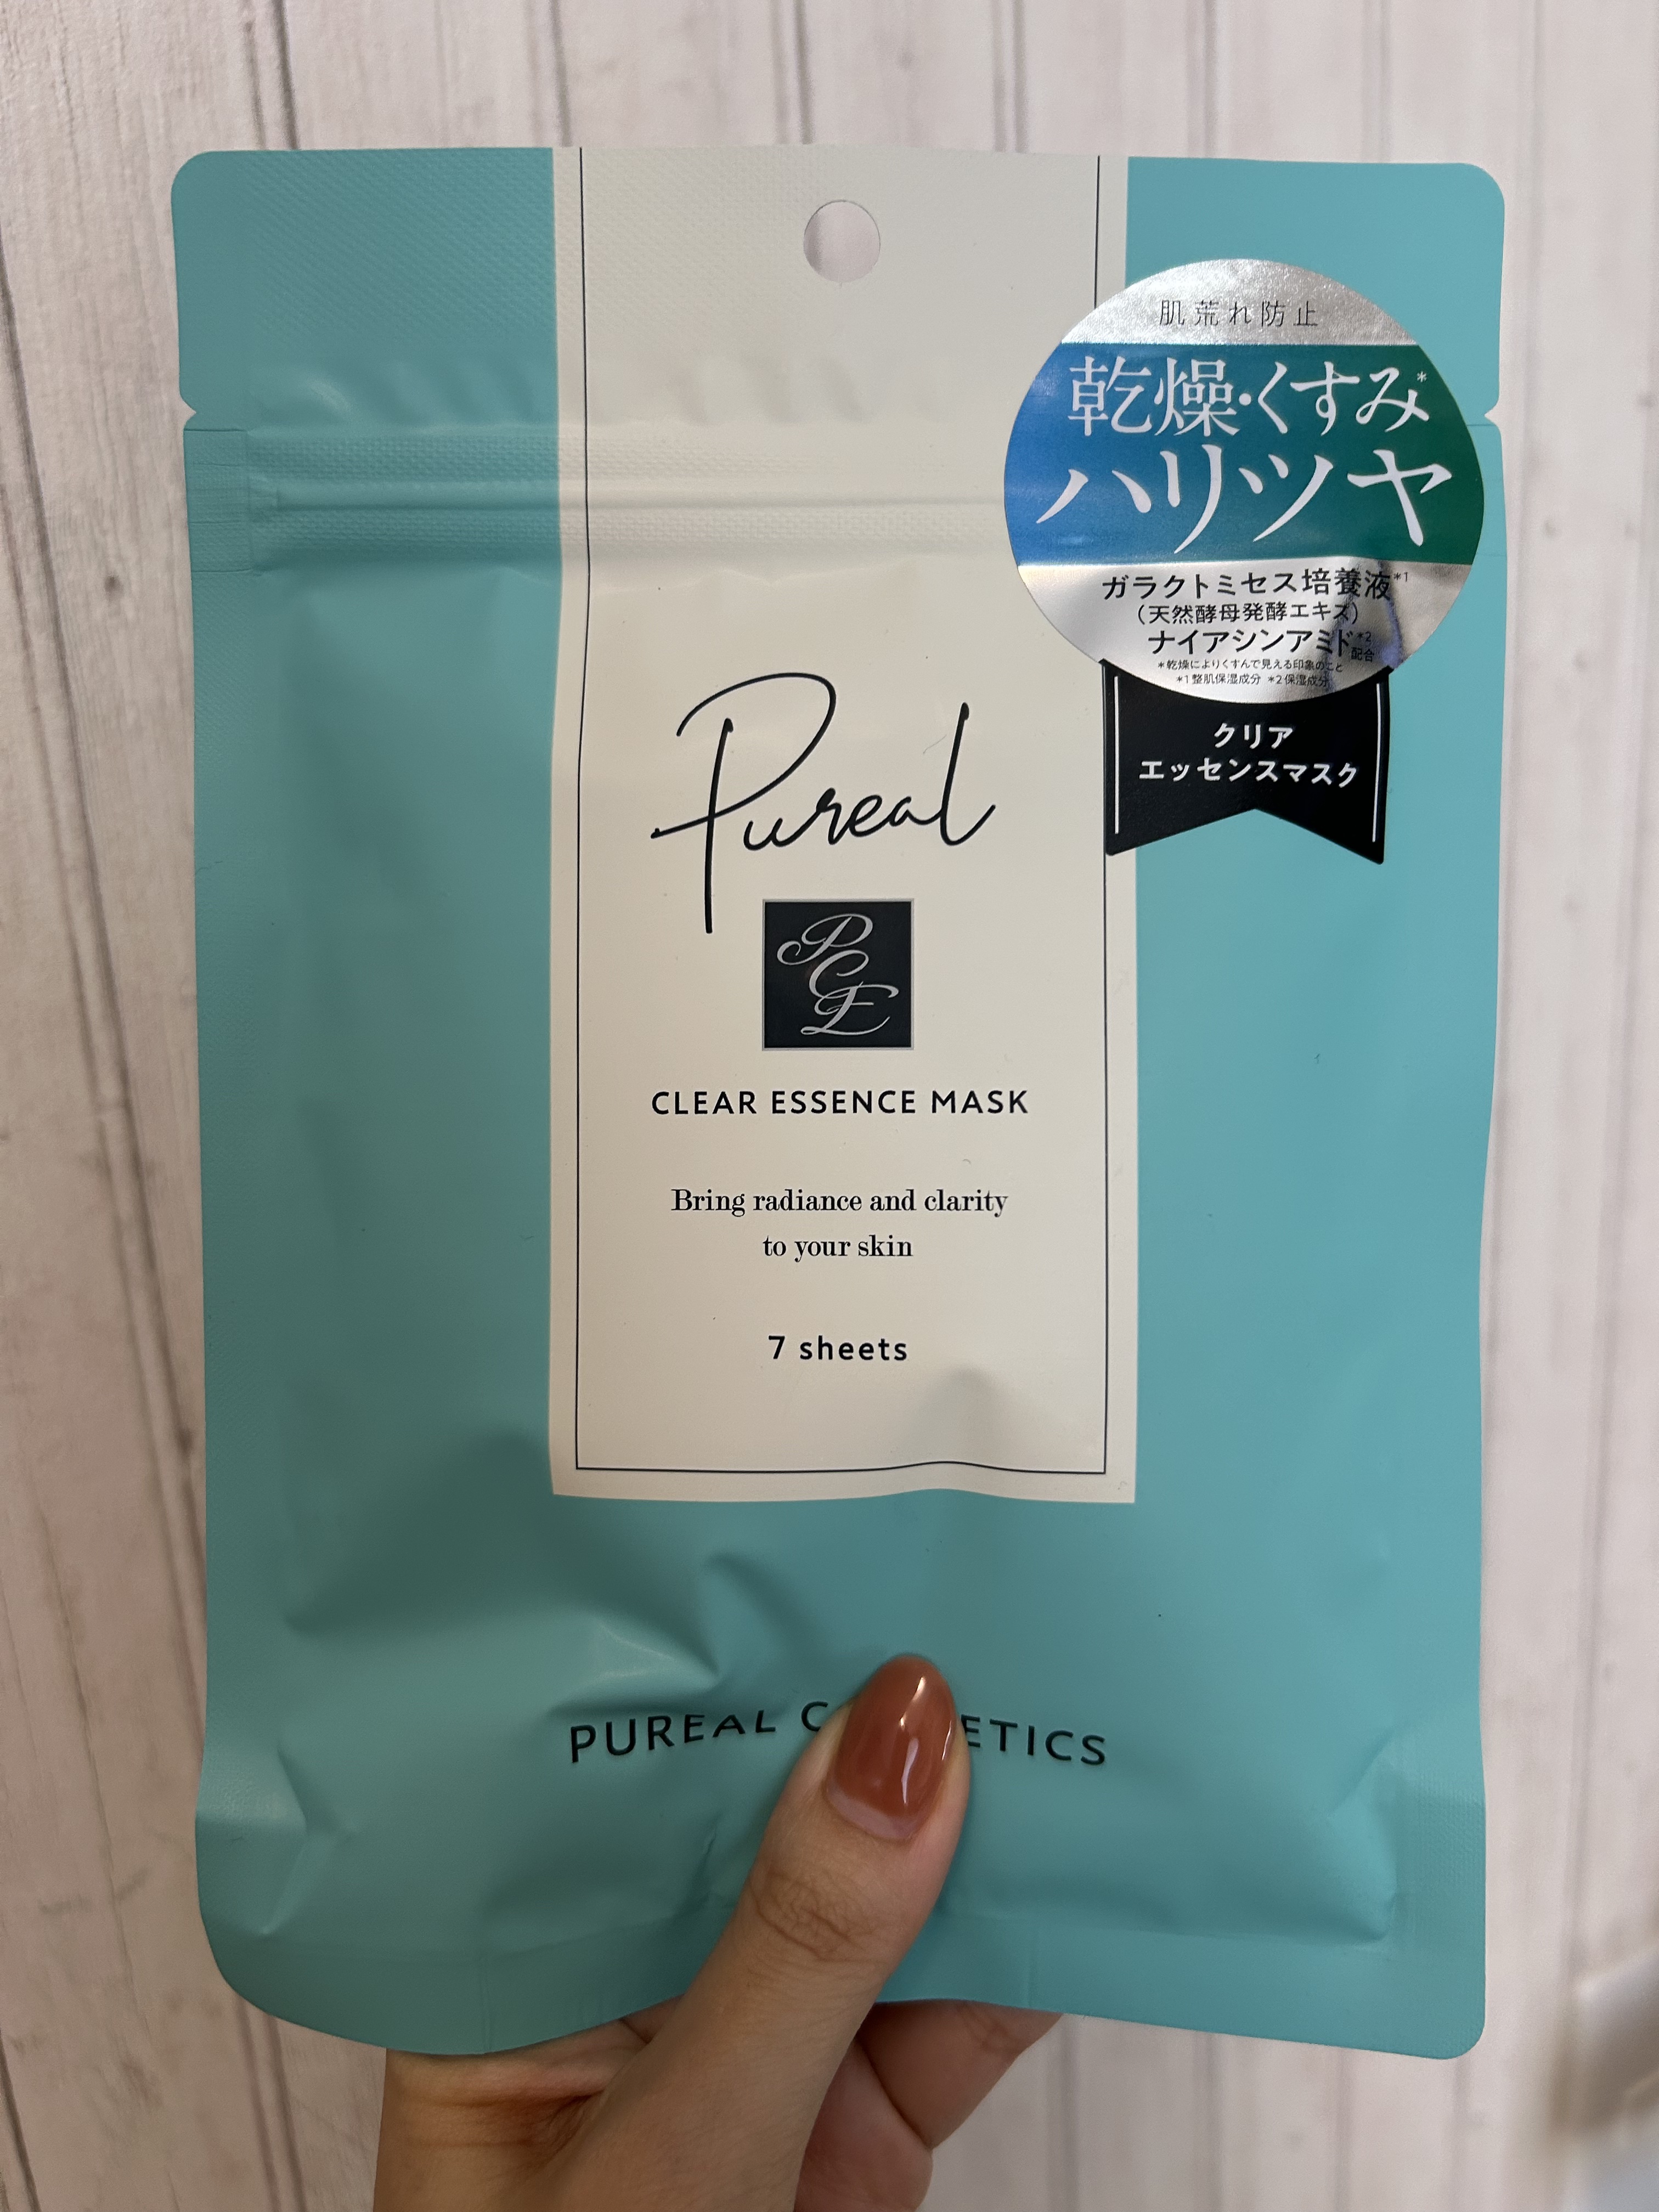 肌荒れ防止
乾燥・くすみ*
ハリツヤ
ガラクトミセス培養液*1
(天然酵母発酵エキス)
ナイアシンアミド*2配合
*乾燥によりくすんで見える印象のこと
*1整肌保湿成分 *2保湿成分
クリア
エッセンスマスク
Pureal
PCE
CLEAR ESSENCE MASK
Bring radiance and clarity
to your skin
7 sheets
PUREAL C ETICS